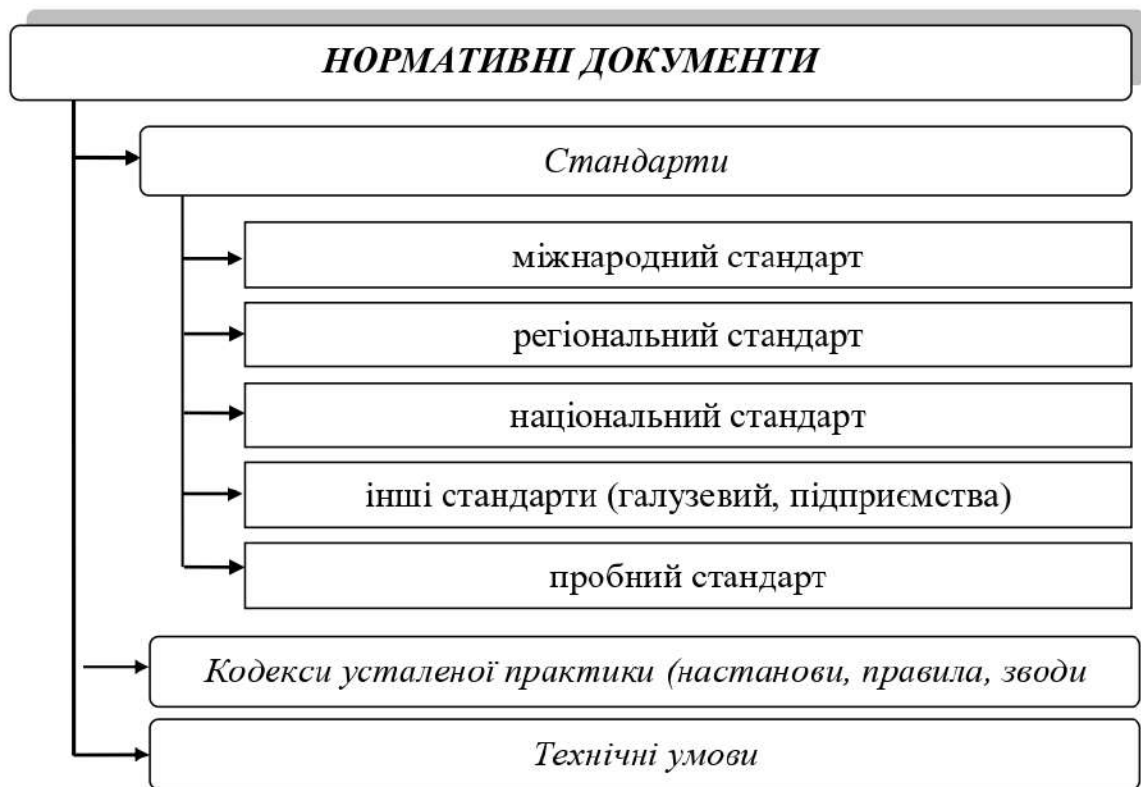 НОРМАТИВНІ ДОКУМЕНТИ
Стандарти
міжнародний стандарт
регіональний стандарт
національний стандарт
інші стандарти (галузевий, підприємства)
пробний стандарт
Кодекси усталеної практики (настанови, правила, зводи
Технічні умови